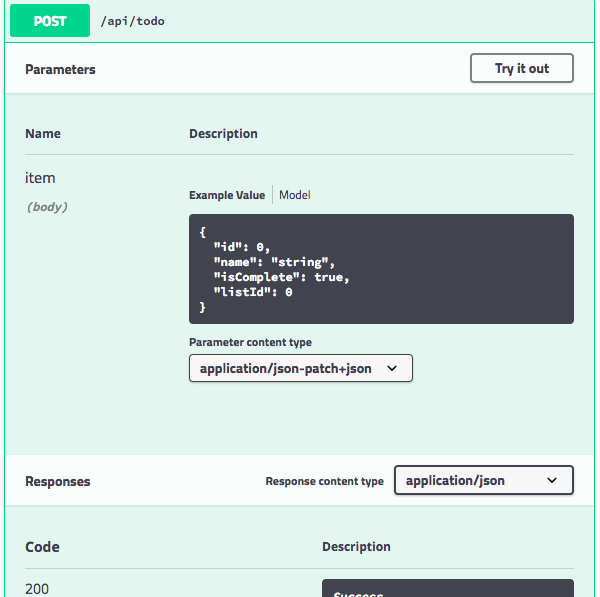 POST /api/todo
Parameters Try it out
Name Description
item
(body)
Example Value Model
{
"id": 0,
"name": "string",
"isComplete": true,
"listId": 0
}
Parameter content type
application/json-patch+json
Responses Response content type application/json
Code Description
200
Success